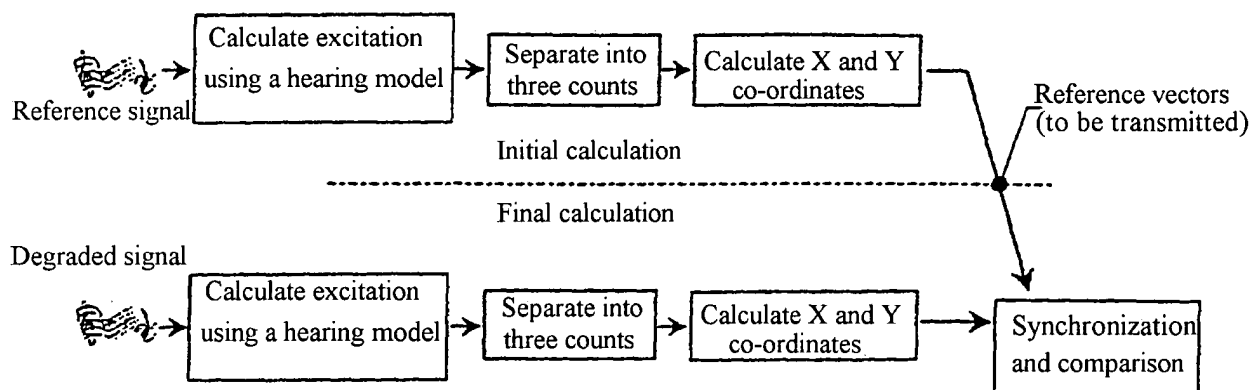 Calculate excitation
using a hearing model
Separate into
three counts
Calculate X and Y
co-ordinates
Reference signal
Reference vectors
(to be transmitted)
Initial calculation
Final calculation
Degraded signal
Calculate excitation
using a hearing model
Separate into
three counts
Calculate X and Y
co-ordinates
Synchronization
and comparison